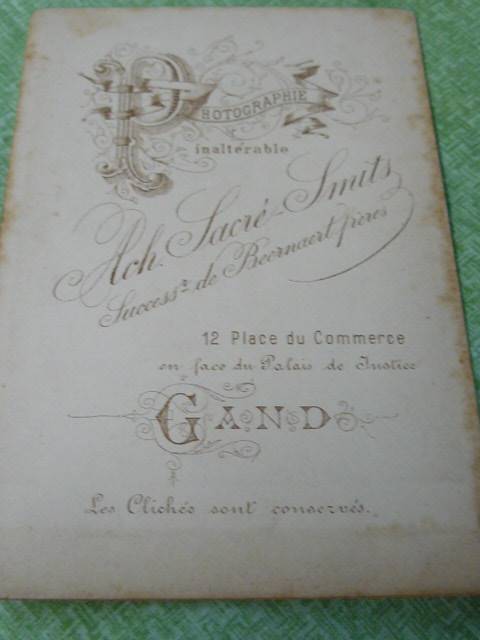 PHOTOGRAPHIE
inaltérable
Ach. Sacré-Smits
Successr. de Beernaert frères
12 Place du Commerce
en face du Palais de Justice
GAND
Les Clichés sont conservés.